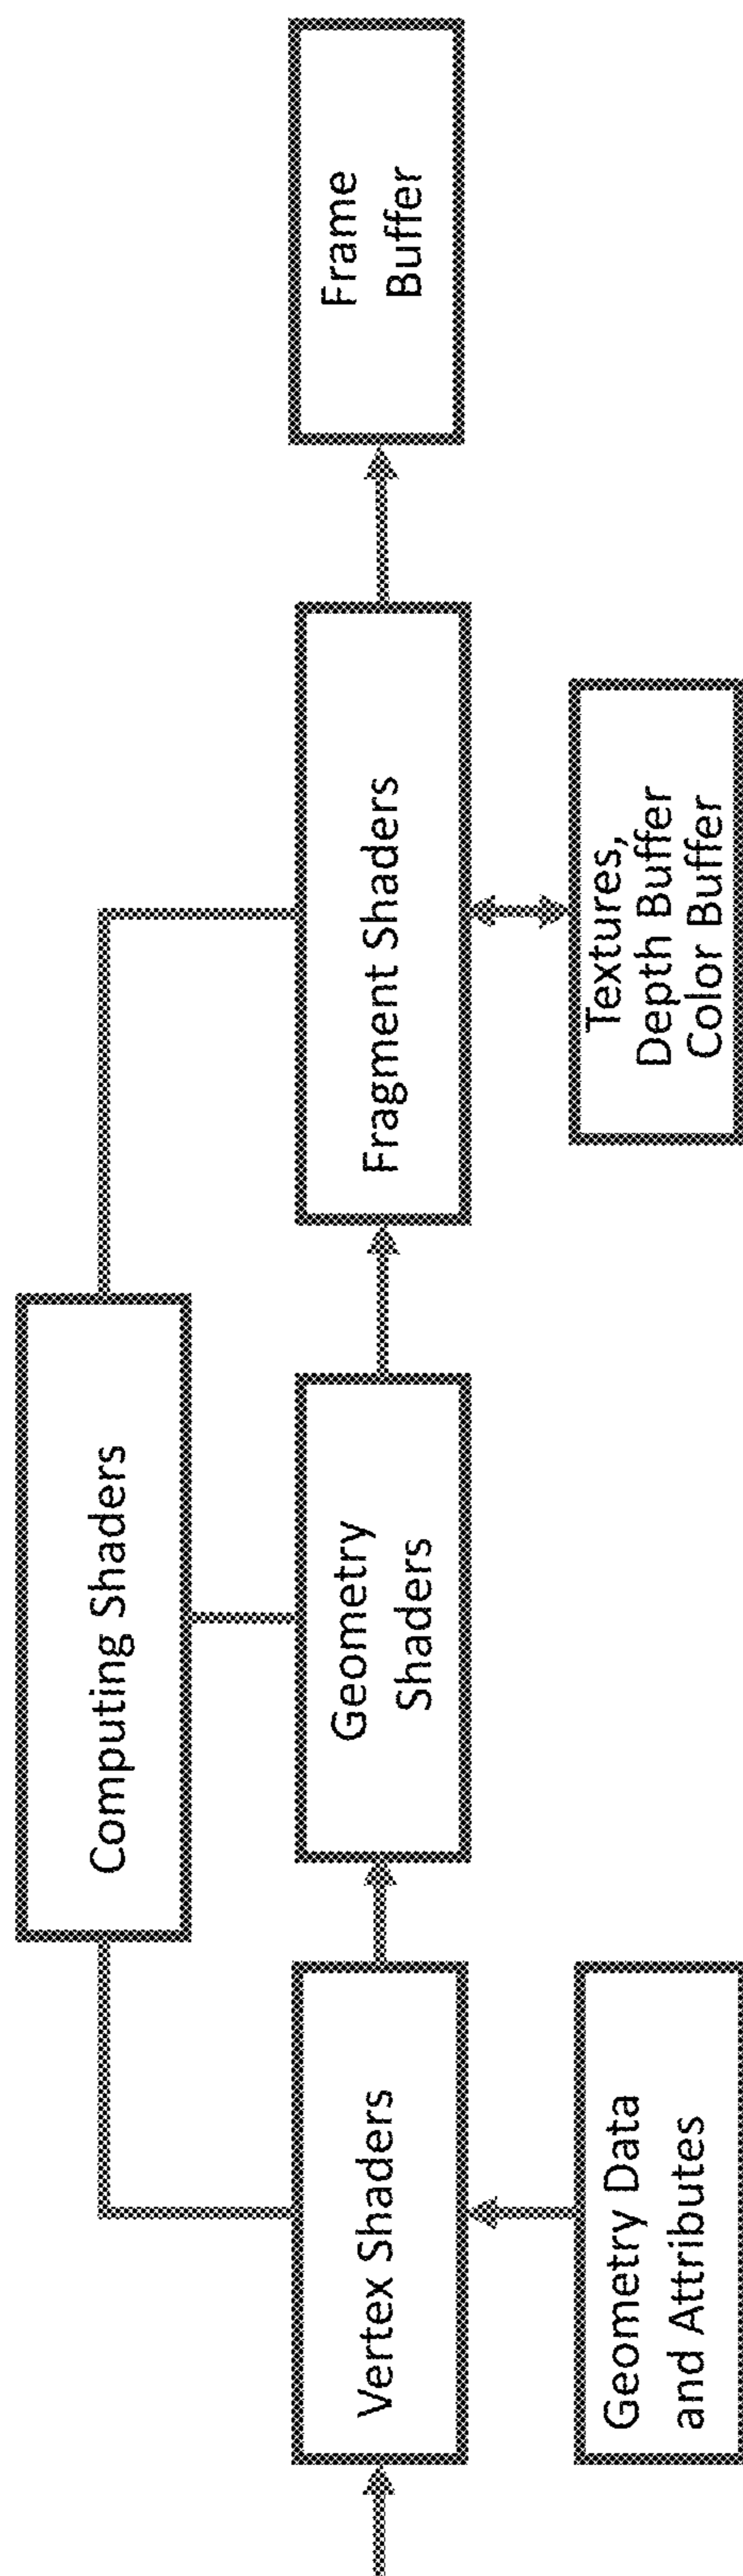 Computing Shaders
Vertex Shaders
Geometry
Shaders
Fragment Shaders
Frame
Buffer
Geometry Data
and Attributes
Textures,
Depth Buffer
Color Buffer